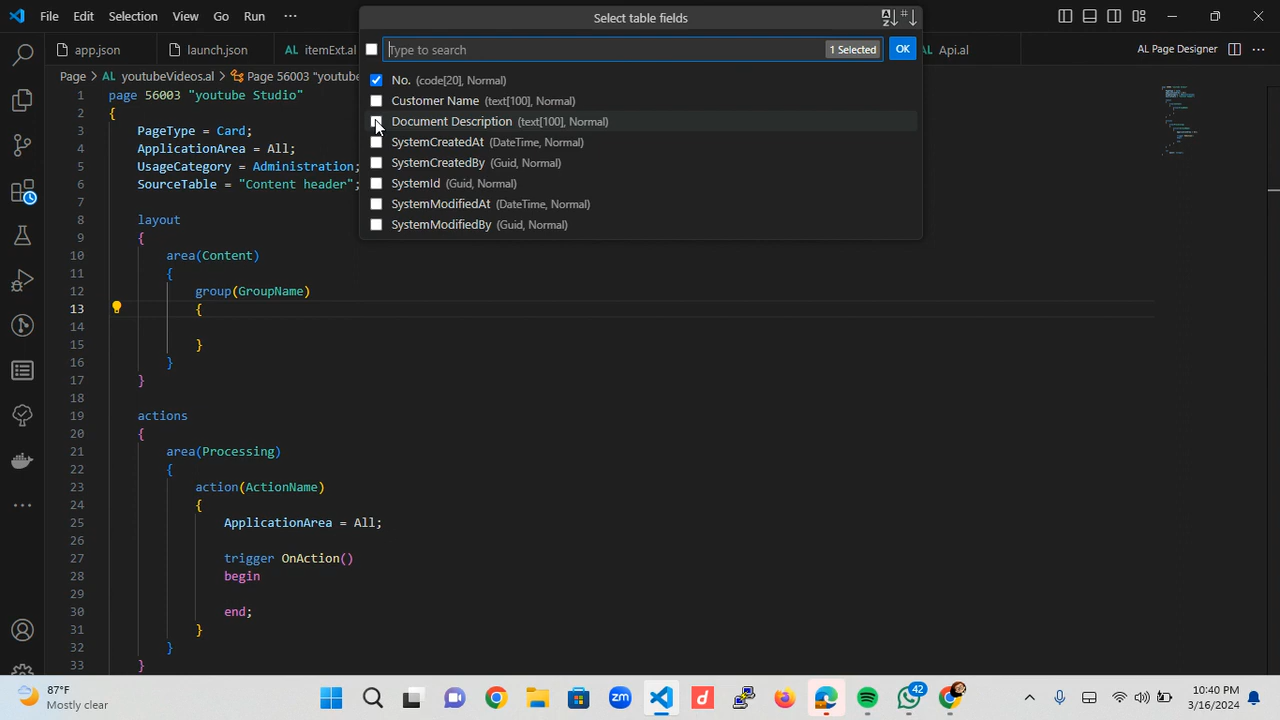 File Edit Selection View Go Run ···
Select table fields
app.json
launch.json
itemExt.al
Api.al
AL Page Designer
Type to search
1 Selected
OK
Page > youtubeVideos.al > Page 56003 "youtube
No. (code[20], Normal)
Customer Name (text[100], Normal)
Document Description (text[100], Normal)
SystemCreatedAt (DateTime, Normal)
SystemCreatedBy (Guid, Normal)
SystemId (Guid, Normal)
SystemModifiedAt (DateTime, Normal)
SystemModifiedBy (Guid, Normal)
1 page 56003 "youtube Studio"
2 {
3 PageType = Card;
4 ApplicationArea = All;
5 UsageCategory = Administration;
6 SourceTable = "Content header";
7
8 layout
9 {
10 area(Content)
11 {
12 group(GroupName)
13 {
14
15 }
16 }
17 }
18
19 actions
20 {
21 area(Processing)
22 {
23 action(ActionName)
24 {
25 ApplicationArea = All;
26
27 trigger OnAction()
28 begin
29
30 end;
31 }
32 }
33 }
87°F
Mostly clear
zm
d
42
10:40 PM
3/16/2024